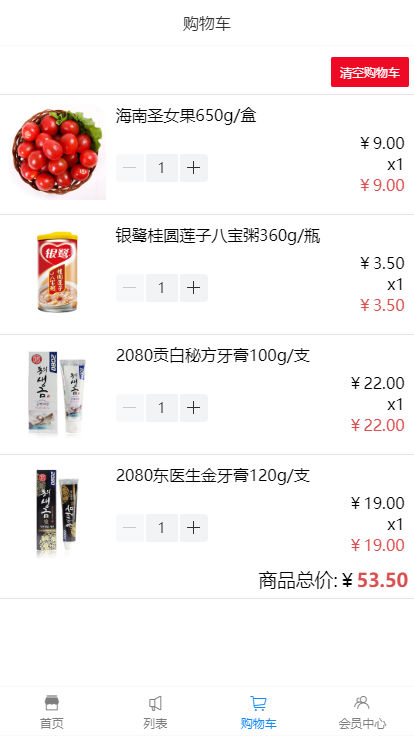 购物车
清空购物车
海南圣女果650g/盒
1
￥9.00
x1
￥9.00
银鹭桂圆莲子八宝粥360g/瓶
银鹭
1
￥3.50
x1
￥3.50
2080贡白秘方牙膏100g/支
2080
1
￥22.00
x1
￥22.00
2080东医生金牙膏120g/支
2080
1
￥19.00
x1
￥19.00
商品总价:￥53.50
首页
列表
购物车
会员中心